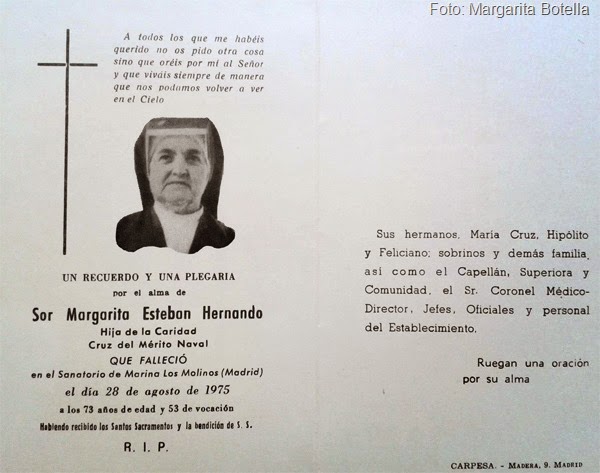 Foto: Margarita Botella
A todos los que me habéis
querido no os pido otra cosa
sino que oréis por mí al Señor
y que viváis siempre de manera
que nos podamos volver a ver
en el Cielo
UN RECUERDO Y UNA PLEGARIA
por el alma de
Sor Margarita Esteban Hernando
Hija de la Caridad
Cruz del Mérito Naval
QUE FALLECIÓ
en el Sanatorio de Marina Los Molinos (Madrid)
el día 28 de agosto de 1975
a los 73 años de edad y 53 de vocación
Habiendo recibido los Santos Sacramentos y la bendición de S. S.
R. I. P.
Sus hermanos, María Cruz, Hipólito
y Feliciano; sobrinos y demás familia,
así como el Capellán, Superiora y
Comunidad, el Sr. Coronel Médico-
Director, Jefes, Oficiales y personal
del Establecimiento.
Ruegan una oración
por su alma
CARPESA. - MADERA, 9. MADRID